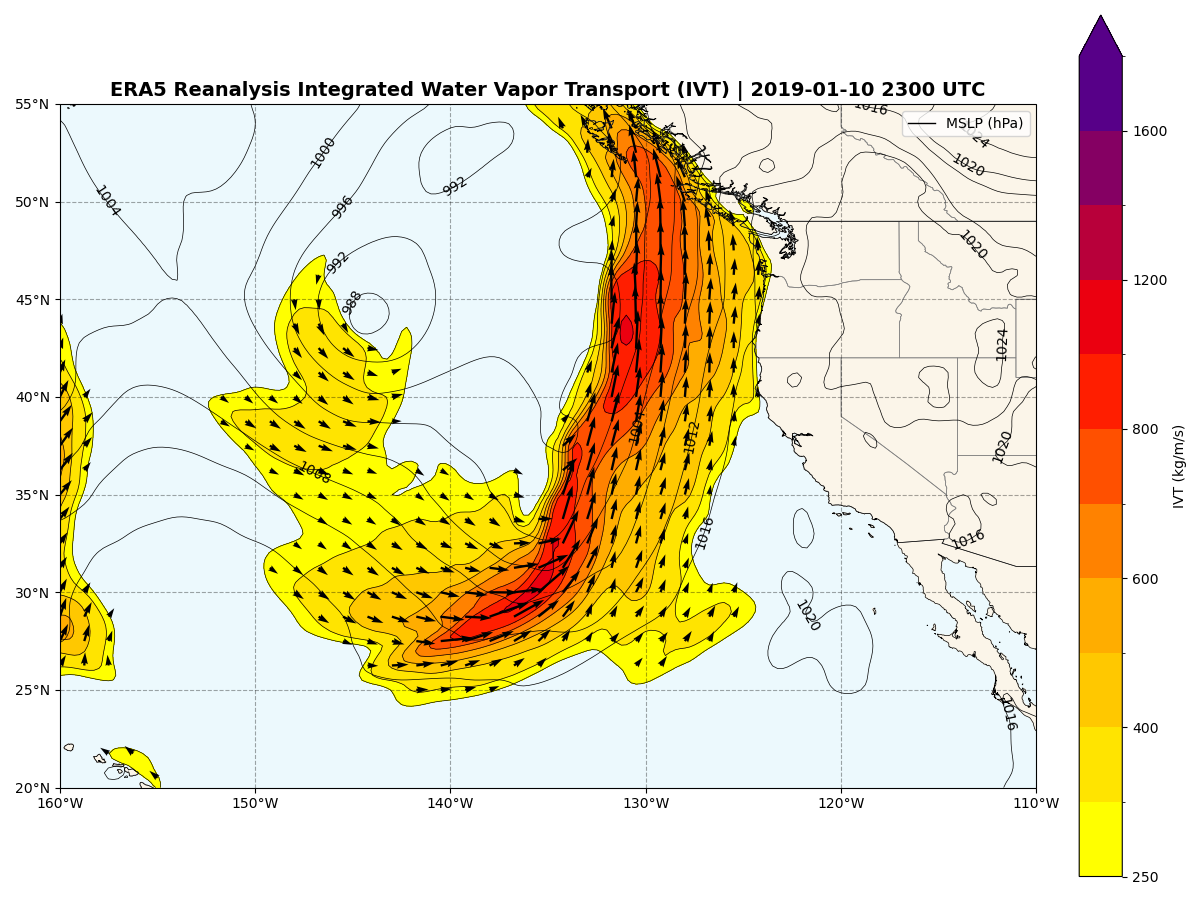 ERA5 Reanalysis Integrated Water Vapor Transport (IVT) | 2019-01-10 2300 UTC
MSLP (hPa)
55°N
50°N
45°N
40°N
35°N
30°N
25°N
20°N
160°W
150°W
140°W
130°W
120°W
110°W
1004
1000
996
992
992
988
1008
1004
1012
1016
1020
1016
1020
1020
1024
1020
1016
1016
1600
1200
800
600
400
250
IVT (kg/m/s)